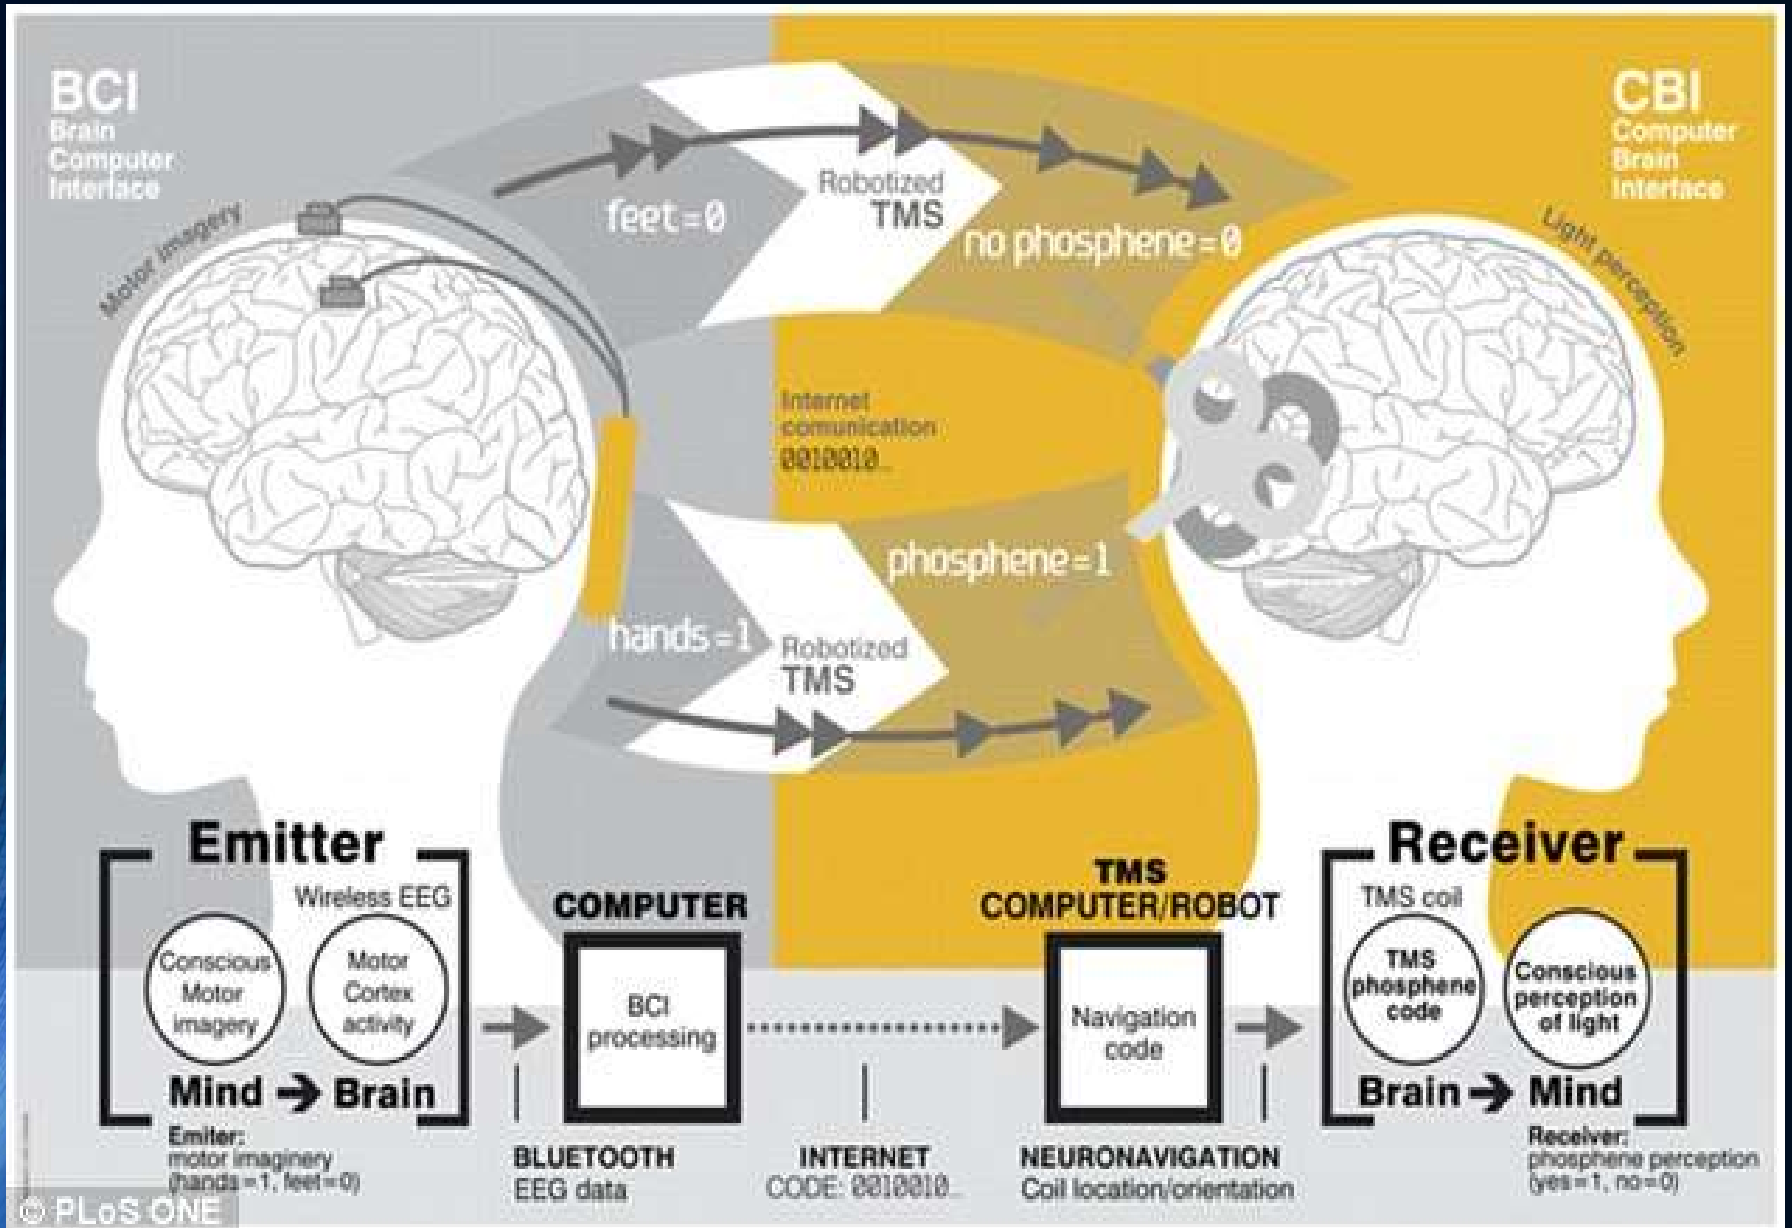 BCI
Brain
Computer
Interface
CBI
Computer
Brain
Interface
Motor imagery
Light perception
feet=0
Robotized
TMS
no phosphene=0
Internet
comunication
0010010...
phosphene=1
hands=1
Robotized
TMS
Emitter
Wireless EEG
Conscious
Motor
imagery
Motor
Cortex
activity
Mind → Brain
Emiter:
motor imaginery
(hands=1, feet=0)
COMPUTER
BCI
processing
BLUETOOTH
EEG data
INTERNET
CODE: 0010010...
TMS
COMPUTER/ROBOT
Navigation
code
NEURONAVIGATION
Coil location/orientation
Receiver
TMS coil
TMS
phosphene
code
Conscious
perception
of light
Brain → Mind
Receiver:
phosphene perception
(yes=1, no=0)
© PLoS ONE